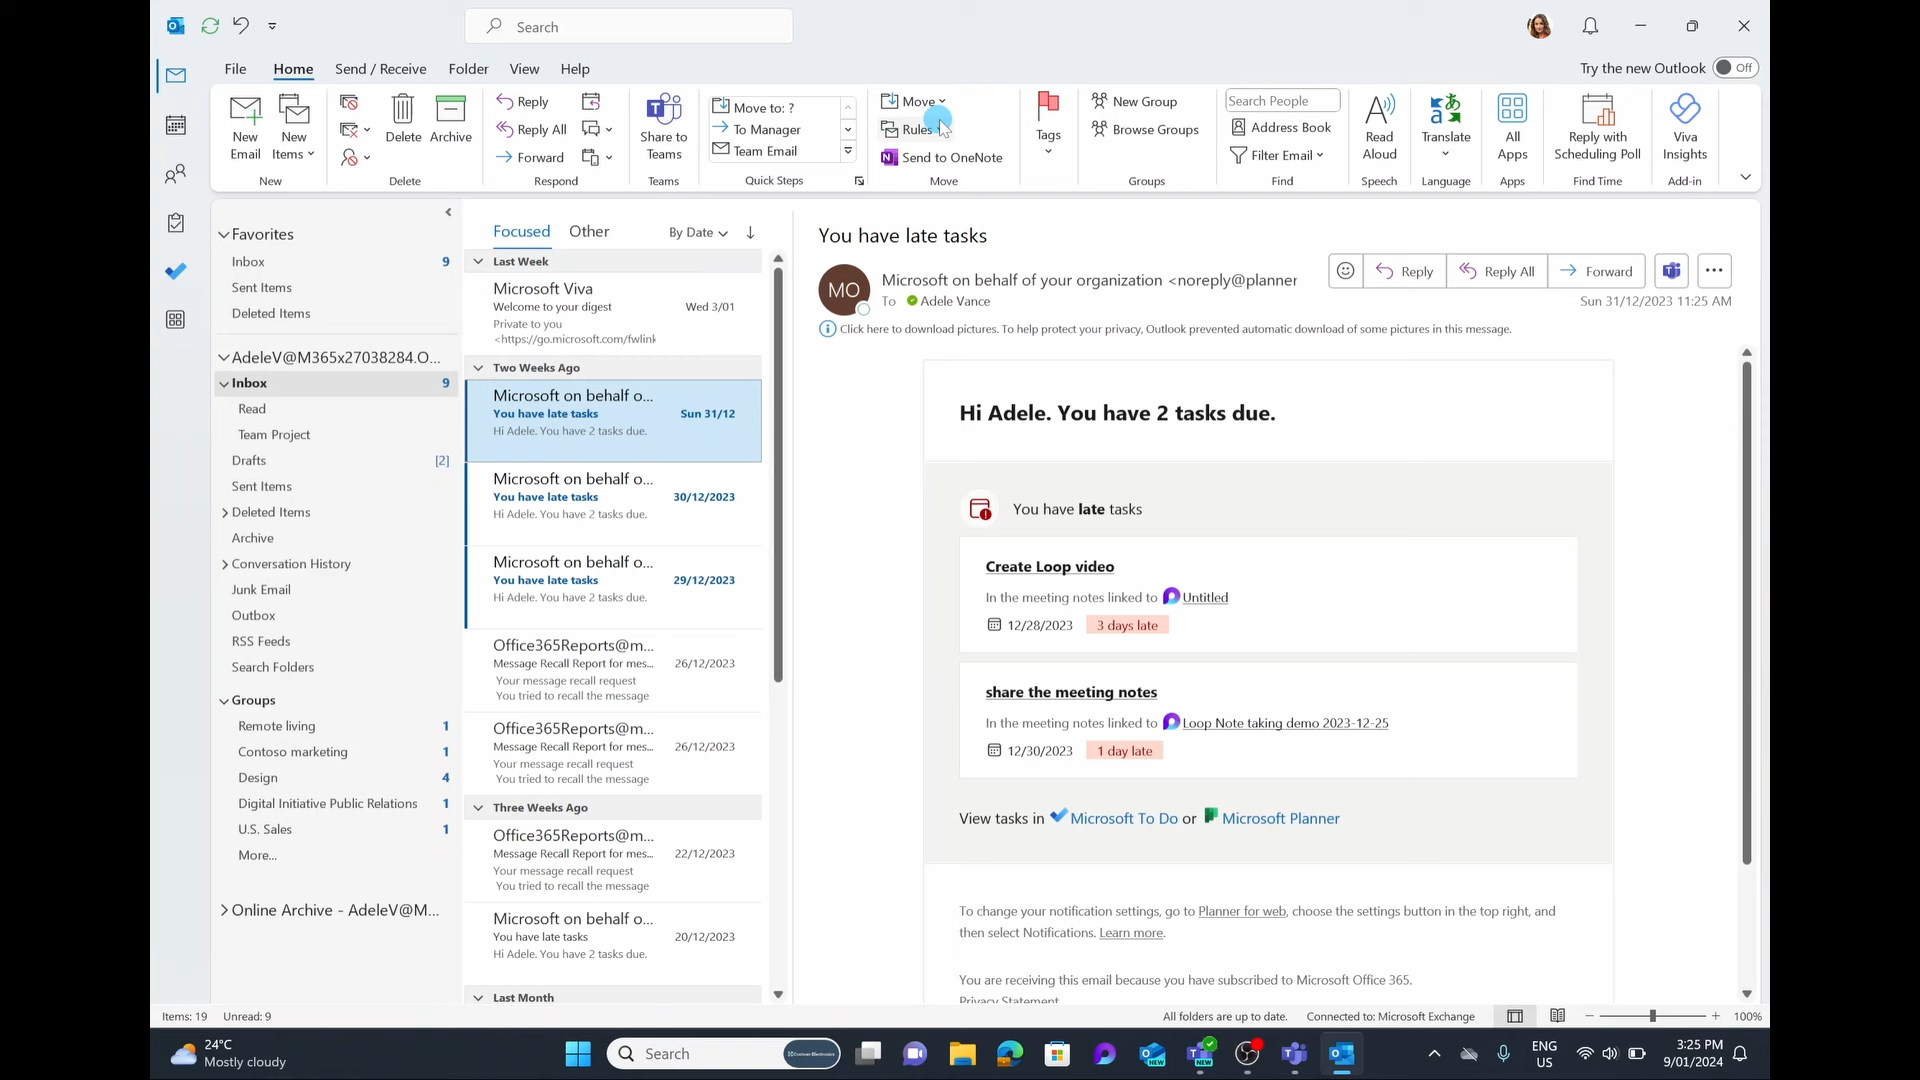 Search
File Home Send / Receive Folder View Help
Try the new Outlook Off
New Email
New Items
New
Delete
Archive
Delete
Reply
Reply All
Forward
Respond
Share to Teams
Teams
Move to: ?
To Manager
Team Email
Quick Steps
Move
Rules
Send to OneNote
Move
Tags
New Group
Browse Groups
Groups
Search People
Address Book
Filter Email
Find
Read Aloud
Speech
Translate
Language
All Apps
Apps
Reply with Scheduling Poll
Find Time
Viva Insights
Add-in
Favorites
Inbox 9
Sent Items
Deleted Items
AdeleV@M365x27038284.O...
Inbox 9
Read
Team Project
Drafts [2]
Sent Items
Deleted Items
Archive
Conversation History
Junk Email
Outbox
RSS Feeds
Search Folders
Groups
Remote living 1
Contoso marketing 1
Design 4
Digital Initiative Public Relations 1
U.S. Sales 1
More...
Online Archive - AdeleV@M...
Focused Other By Date
Last Week
Microsoft Viva
Welcome to your digest Wed 3/01
Private to you
<https://go.microsoft.com/fwlink
Two Weeks Ago
Microsoft on behalf o...
You have late tasks Sun 31/12
Hi Adele. You have 2 tasks due.
Microsoft on behalf o...
You have late tasks 30/12/2023
Hi Adele. You have 2 tasks due.
Microsoft on behalf o...
You have late tasks 29/12/2023
Hi Adele. You have 2 tasks due.
Office365Reports@m...
Message Recall Report for mes... 26/12/2023
Your message recall request
You tried to recall the message
Office365Reports@m...
Message Recall Report for mes... 26/12/2023
Your message recall request
You tried to recall the message
Three Weeks Ago
Office365Reports@m...
Message Recall Report for mes... 22/12/2023
Your message recall request
You tried to recall the message
Microsoft on behalf o...
You have late tasks 20/12/2023
Hi Adele. You have 2 tasks due.
Last Month
You have late tasks
MO
Microsoft on behalf of your organization <noreply@planner
To Adele Vance
Reply Reply All Forward
Sun 31/12/2023 11:25 AM
Click here to download pictures. To help protect your privacy, Outlook prevented automatic download of some pictures in this message.
Hi Adele. You have 2 tasks due.
You have late tasks
Create Loop video
In the meeting notes linked to Untitled
12/28/2023 3 days late
share the meeting notes
In the meeting notes linked to Loop Note taking demo 2023-12-25
12/30/2023 1 day late
View tasks in Microsoft To Do or Microsoft Planner
To change your notification settings, go to Planner for web, choose the settings button in the top right, and
then select Notifications. Learn more.
You are receiving this email because you have subscribed to Microsoft Office 365.
Privacy Statement
Items: 19 Unread: 9
All folders are up to date. Connected to: Microsoft Exchange 100%
24°C
Mostly cloudy
Search
NEW
NEW
ENG
US
3:25 PM
9/01/2024